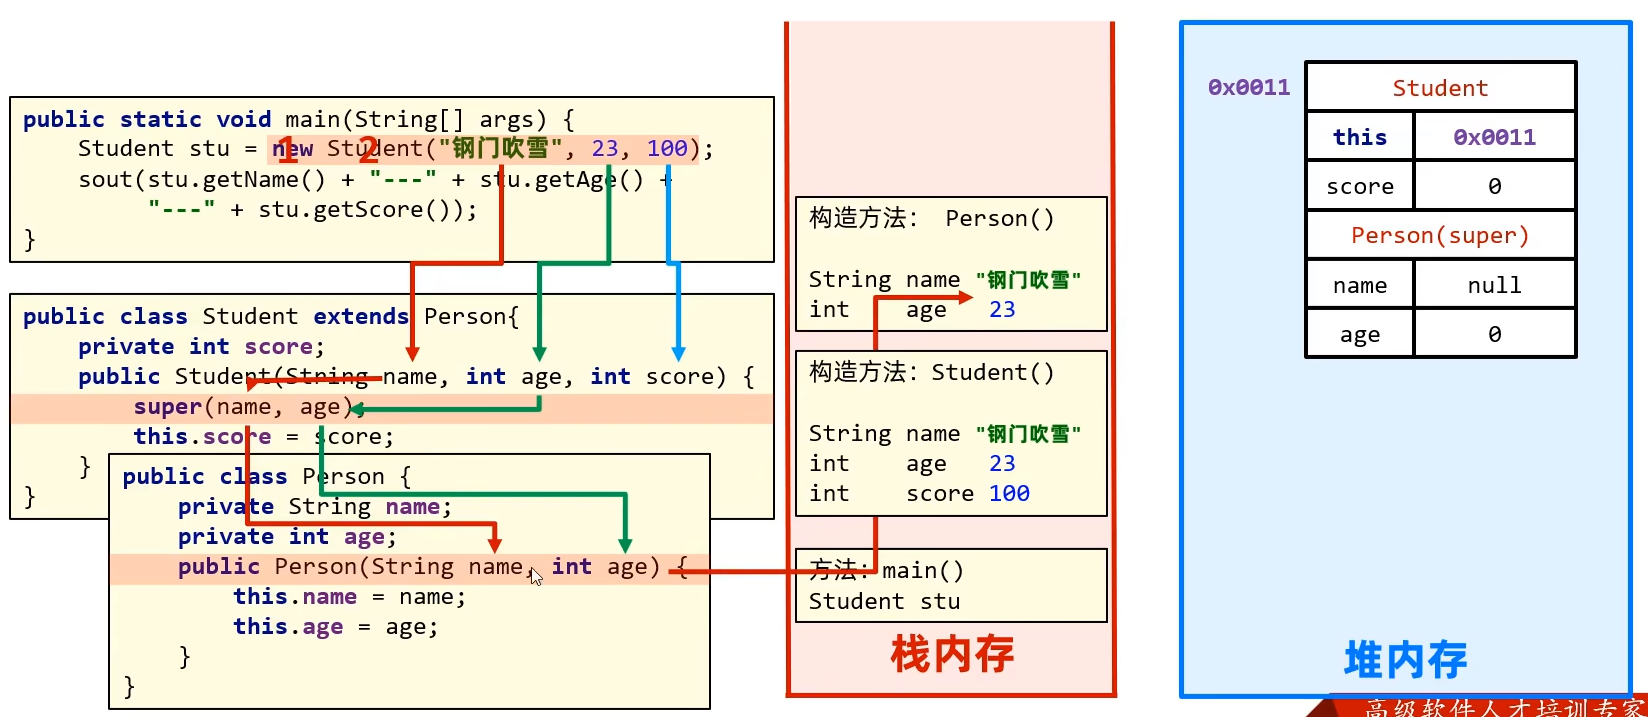 public static void main(String[] args) {
Student stu = new Student("钢门吹雪", 23, 100);
1 2
sout(stu.getName() + "---" + stu.getAge() +
"---" + stu.getScore());
}
public class Student extends Person{
private int score;
public Student(String name, int age, int score) {
super(name, age);
this.score = score;
}
}
public class Person {
private String name;
private int age;
public Person(String name, int age) {
this.name = name;
this.age = age;
}
}
构造方法： Person()
String name "钢门吹雪"
int age 23
构造方法：Student()
String name "钢门吹雪"
int age 23
int score 100
方法：main()
Student stu
栈内存
0x0011
Student
this 0x0011
score 0
Person(super)
name null
age 0
堆内存
高级软件人才培训专家